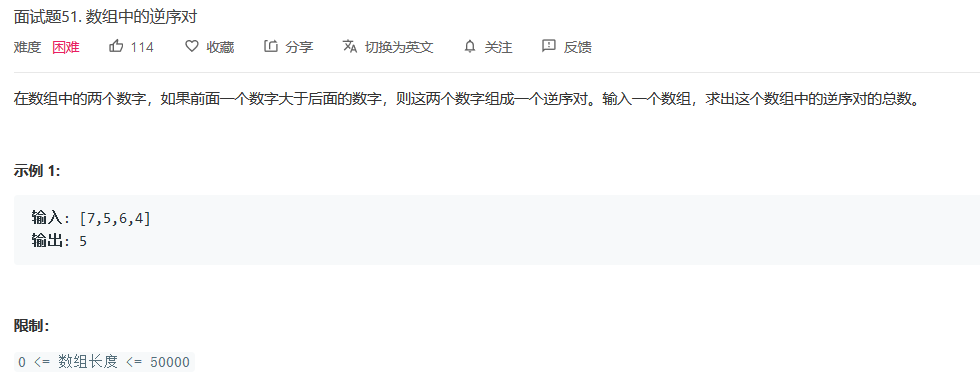 面试题51. 数组中的逆序对
难度 困难 114 收藏 分享 切换为英文 关注 反馈
在数组中的两个数字，如果前面一个数字大于后面的数字，则这两个数字组成一个逆序对。输入一个数组，求出这个数组中的逆序对的总数。
示例 1:
输入: [7,5,6,4]
输出: 5
限制：
0 <= 数组长度 <= 50000